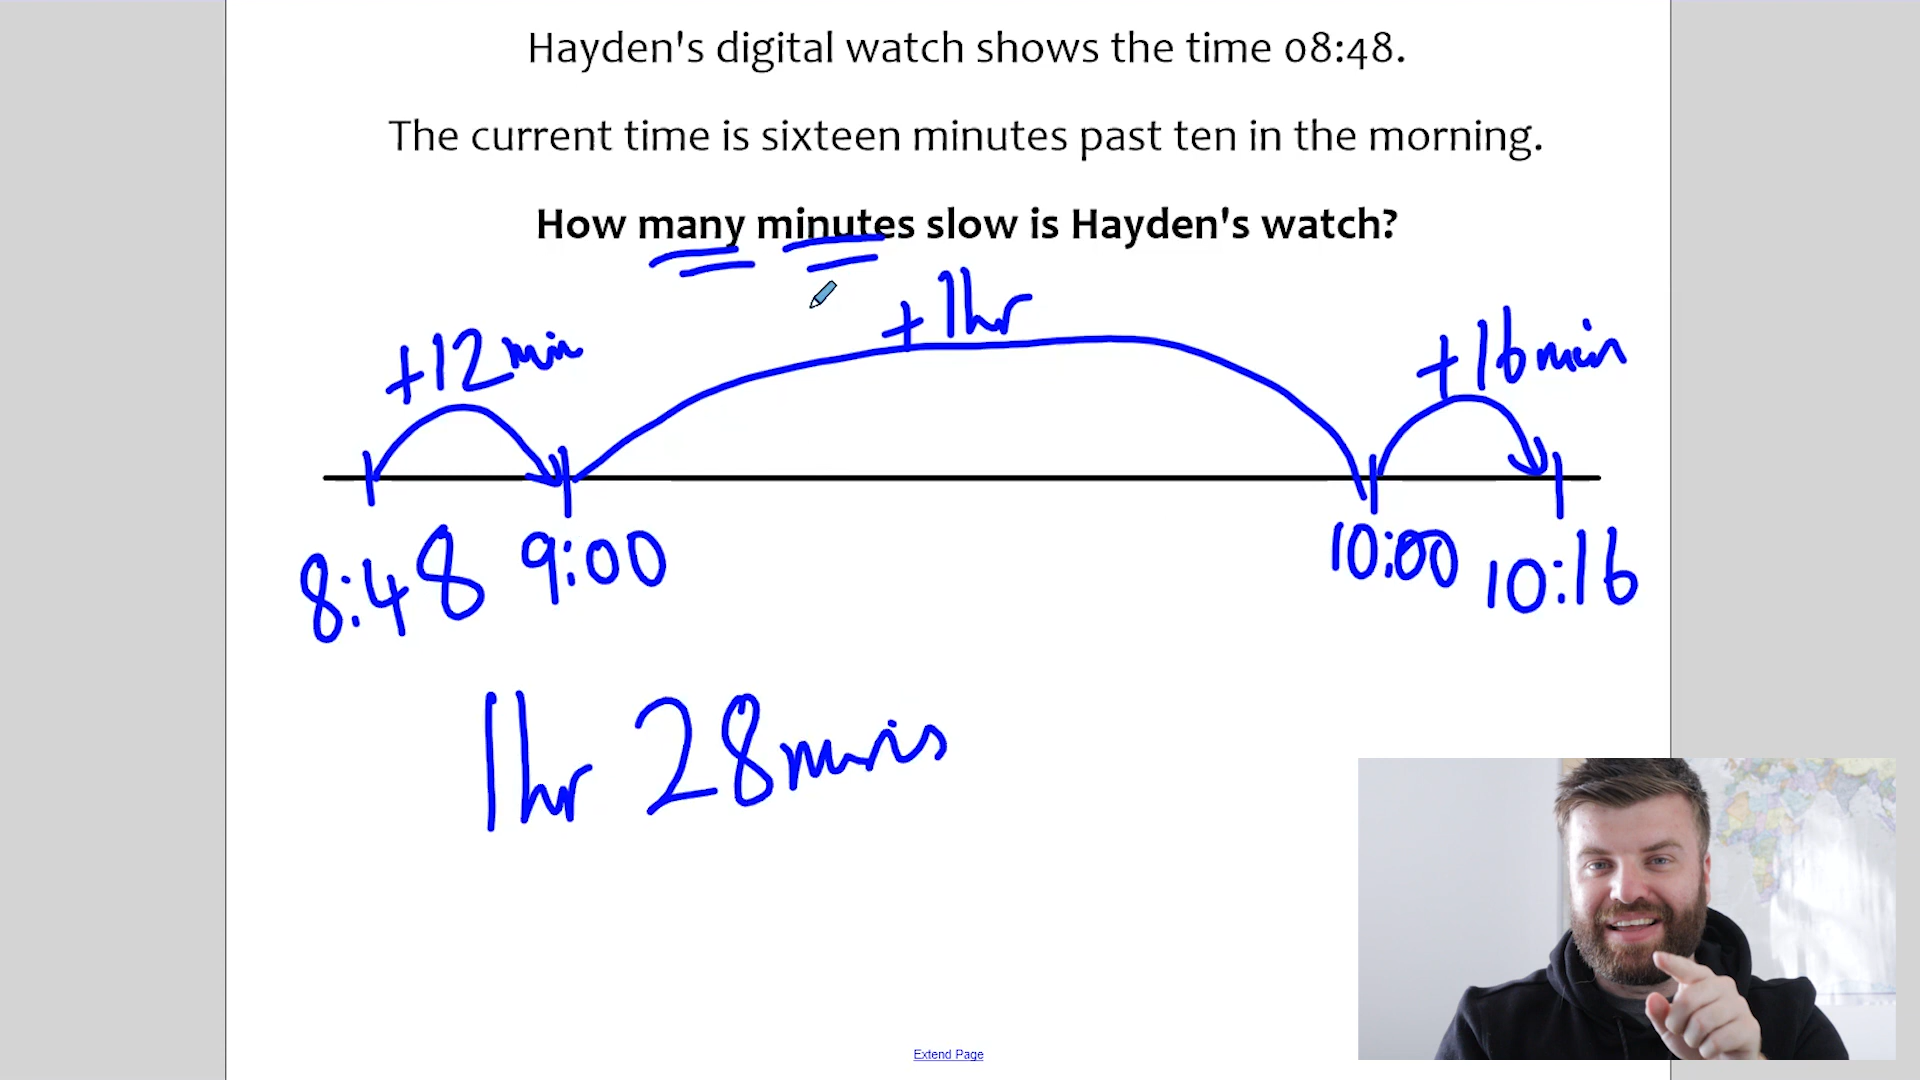 Hayden's digital watch shows the time 08:48.
The current time is sixteen minutes past ten in the morning.
How many minutes slow is Hayden's watch?
+1hr
+12min +16min
8:48 9:00 10:00 10:16
1hr 28mins
Extend Page